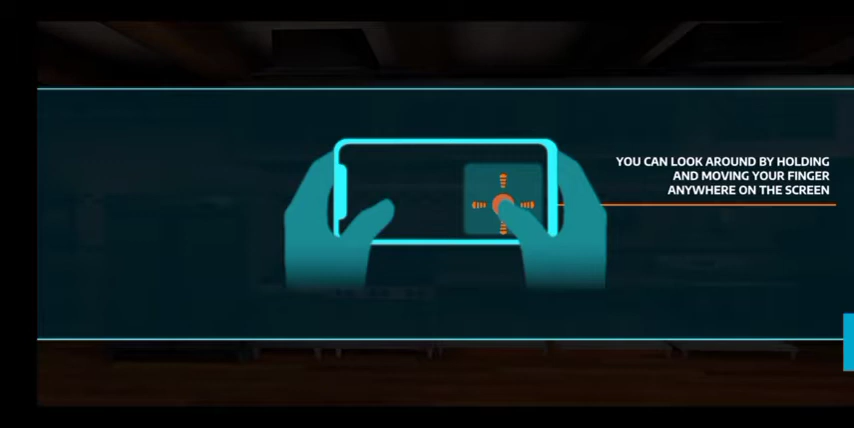 YOU CAN LOOK AROUND BY HOLDING
AND MOVING YOUR FINGER
ANYWHERE ON THE SCREEN